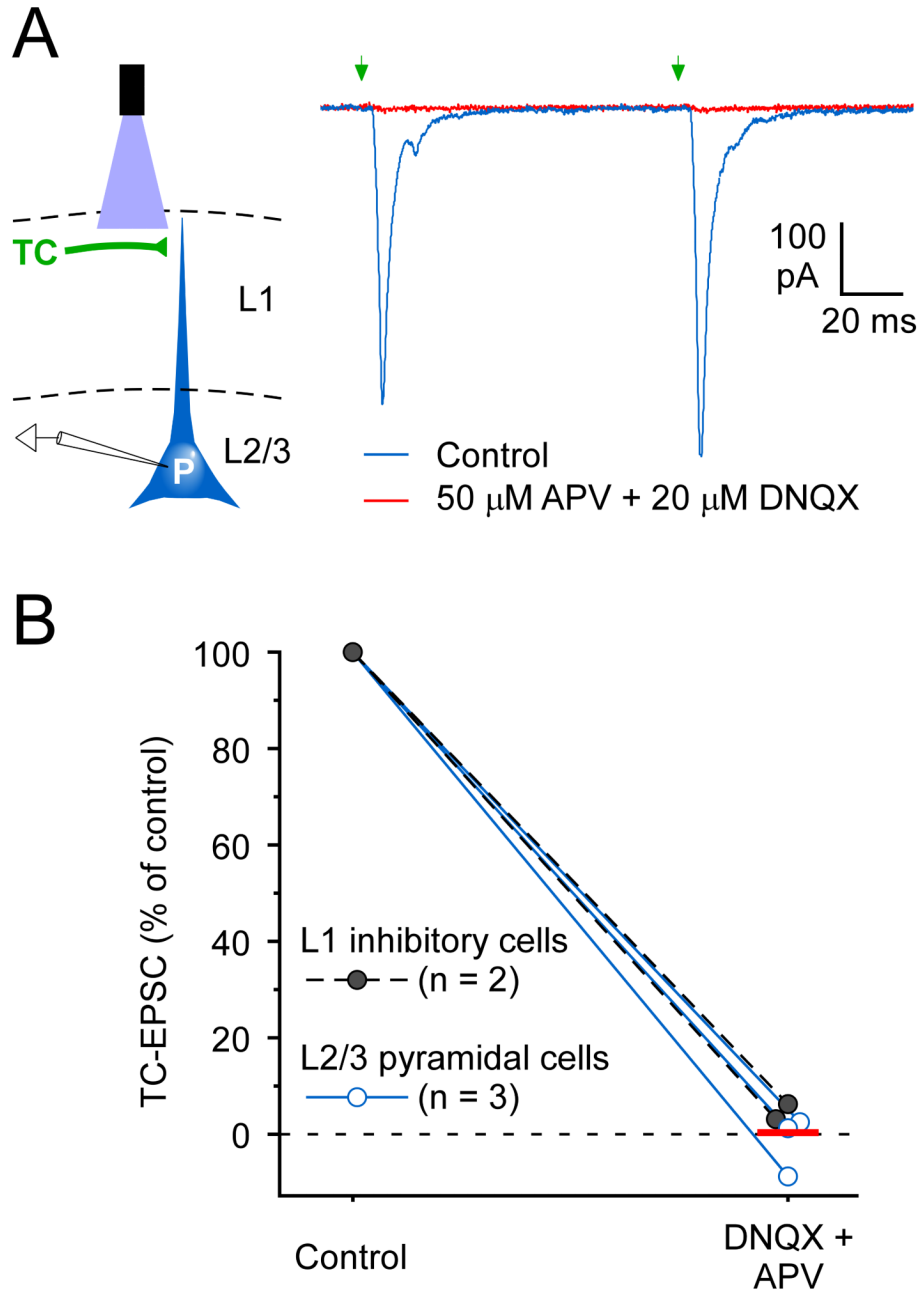 A
TC
L1
L2/3
P
100
pA
20 ms
Control
50 μM APV + 20 μM DNQX
B
TC-EPSC (% of control)
100
80
60
40
20
0
L1 inhibitory cells
(n = 2)
L2/3 pyramidal cells
(n = 3)
Control
DNQX +
APV